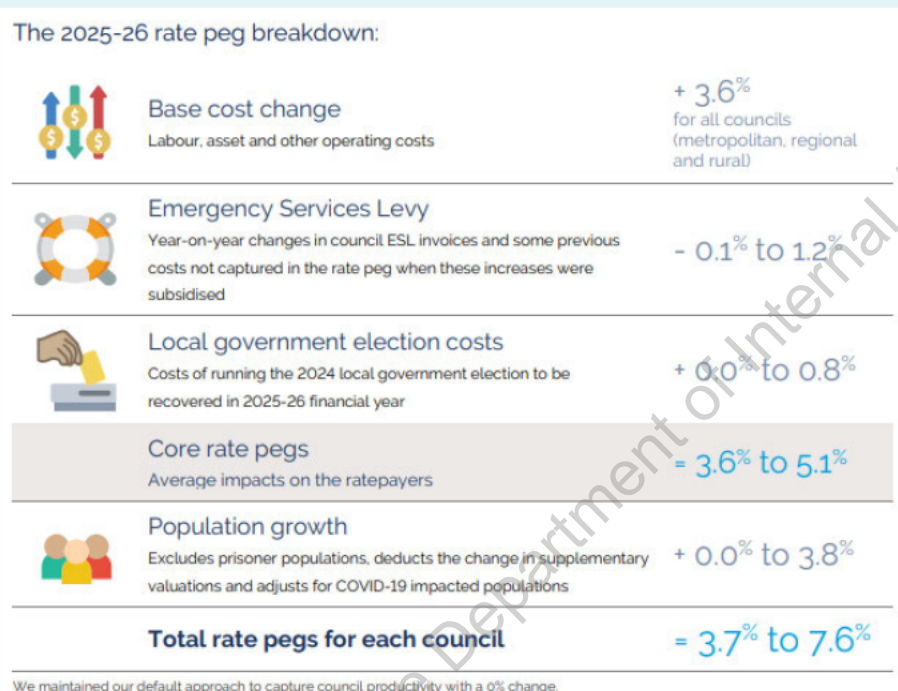 The 2025-26 rate peg breakdown:
Base cost change
Labour, asset and other operating costs
+ 3.6%
for all councils
(metropolitan, regional
and rural)
Emergency Services Levy
Year-on-year changes in council ESL invoices and some previous
costs not captured in the rate peg when these increases were
subsidised
- 0.1% to 1.2%
Local government election costs
Costs of running the 2024 local government election to be
recovered in 2025-26 financial year
+ 0.0% to 0.8%
Core rate pegs
Average impacts on the ratepayers
= 3.6% to 5.1%
Population growth
Excludes prisoner populations, deducts the change in supplementary
valuations and adjusts for COVID-19 impacted populations
+ 0.0% to 3.8%
Total rate pegs for each council
= 3.7% to 7.6%
We maintained our default approach to capture council productivity with a 0% change.
Department of Internal